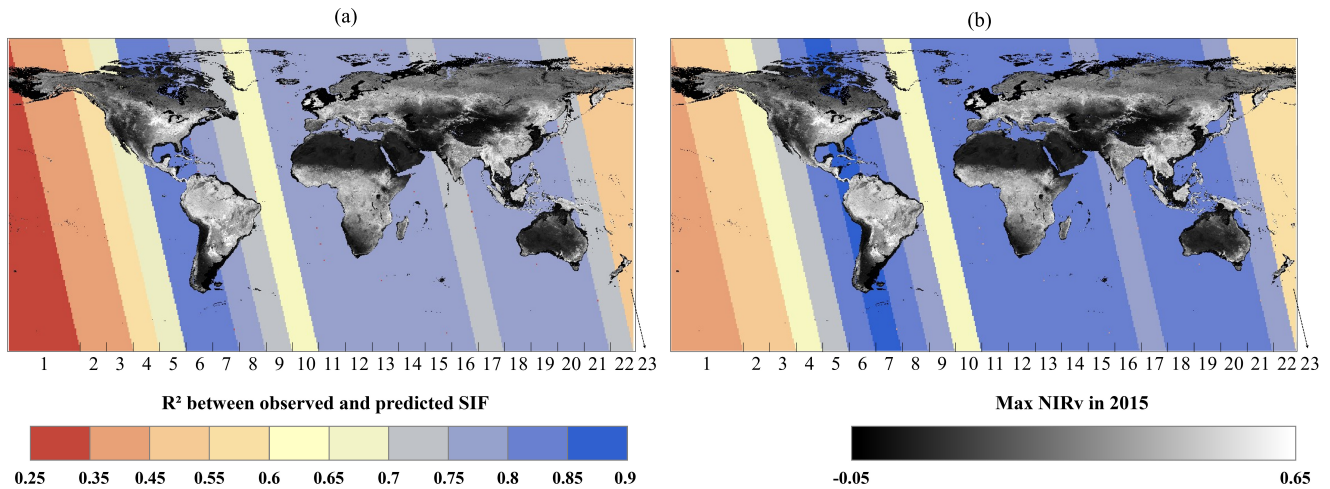 (a)
(b)
1 2 3 4 5 6 7 8 9 10 11 12 13 14 15 16 17 18 19 20 21 22 23
1 2 3 4 5 6 7 8 9 10 11 12 13 14 15 16 17 18 19 20 21 22 23
R² between observed and predicted SIF
Max NIRv in 2015
0.25 0.35 0.45 0.55 0.6 0.65 0.7 0.75 0.8 0.85 0.9
-0.05 0.65